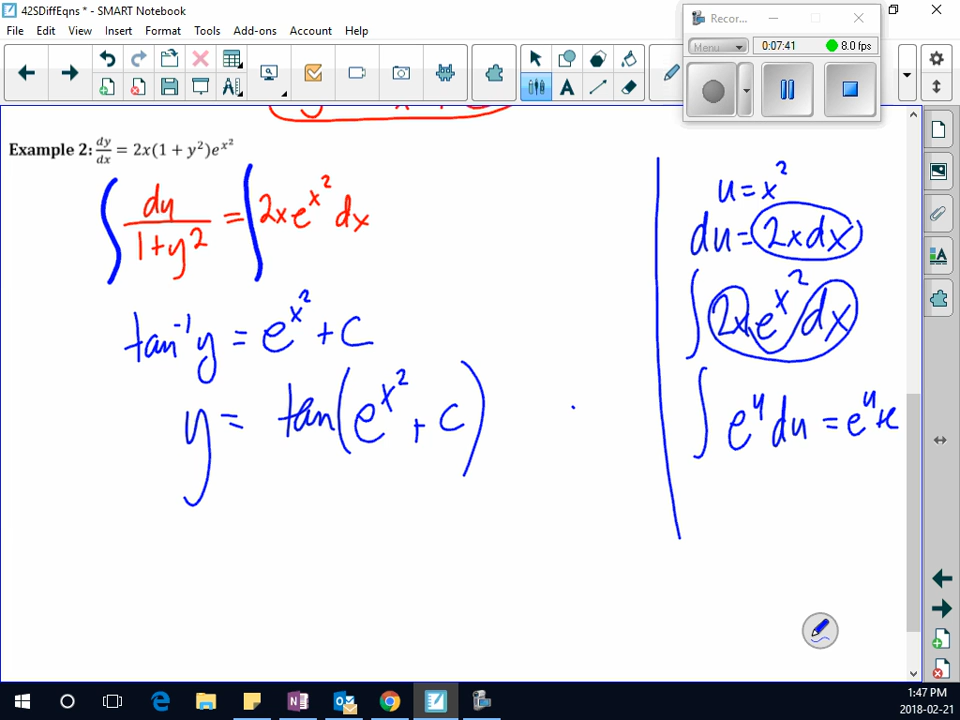 42SDiffEqns * - SMART Notebook
File Edit View Insert Format Tools Add-ons Account Help
Recor...
Menu
0:07:41
8.0 fps
Example 2: dy/dx = 2x(1 + y²)e^x²
∫ dy/1+y² = ∫ 2xe^x² dx
tan⁻¹y = e^x² + C
y = tan(e^x² + C)
u = x²
du = 2xdx
∫ 2x e^x² dx
∫ e^u du = e^u +c
1:47 PM
2018-02-21